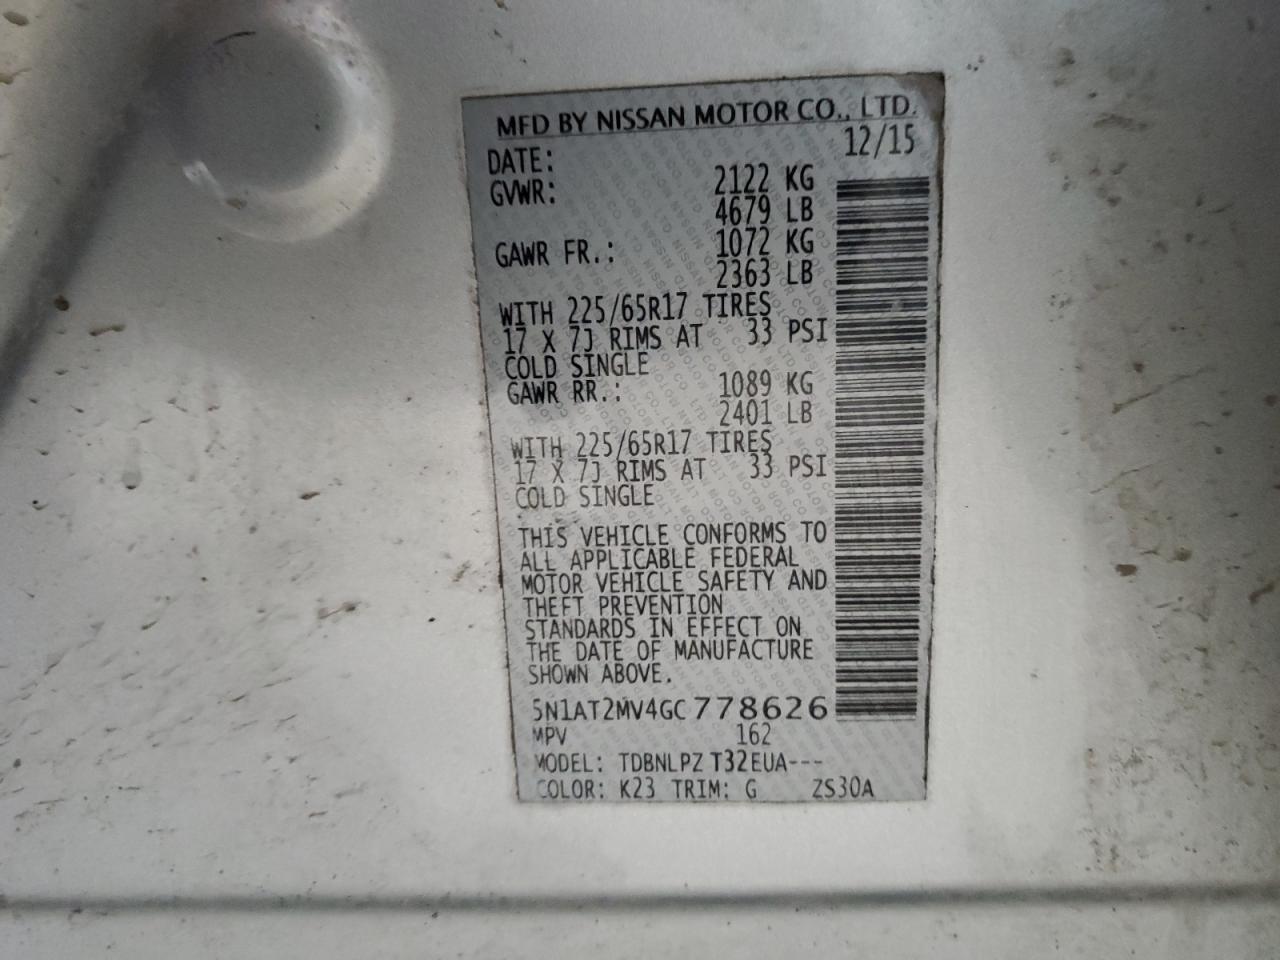 MFD BY NISSAN MOTOR CO., LTD.
DATE: 12/15
GVWR: 2122 KG
4679 LB
GAWR FR.: 1072 KG
2363 LB
WITH 225/65R17 TIRES
17 X 7J RIMS AT 33 PSI
COLD SINGLE
GAWR RR.: 1089 KG
2401 LB
WITH 225/65R17 TIRES
17 X 7J RIMS AT 33 PSI
COLD SINGLE
THIS VEHICLE CONFORMS TO
ALL APPLICABLE FEDERAL
MOTOR VEHICLE SAFETY AND
THEFT PREVENTION
STANDARDS IN EFFECT ON
THE DATE OF MANUFACTURE
SHOWN ABOVE.
5N1AT2MV4GC778626
MPV 162
MODEL: TDBNLPZ T32EUA---
COLOR: K23 TRIM: G ZS30A